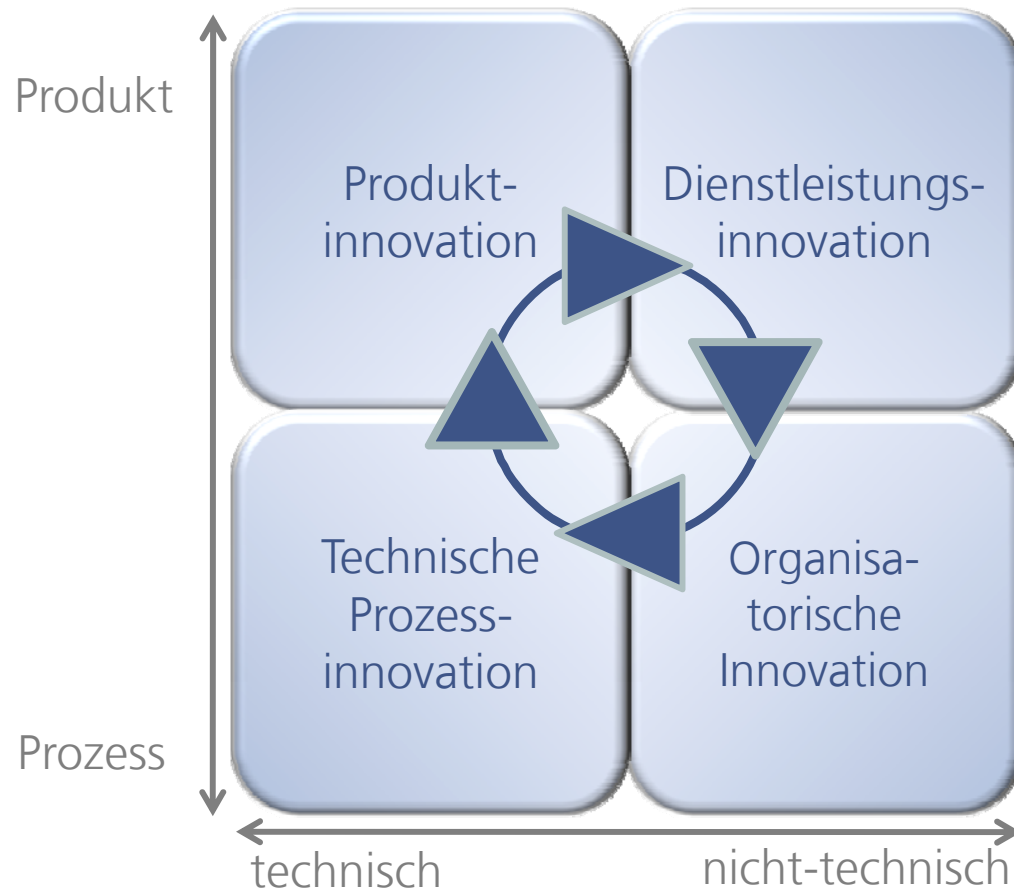 Produkt
Produkt-
innovation
Dienstleistungs-
innovation
Technische
Prozess-
innovation
Organisa-
torische
Innovation
Prozess
technisch
nicht-technisch